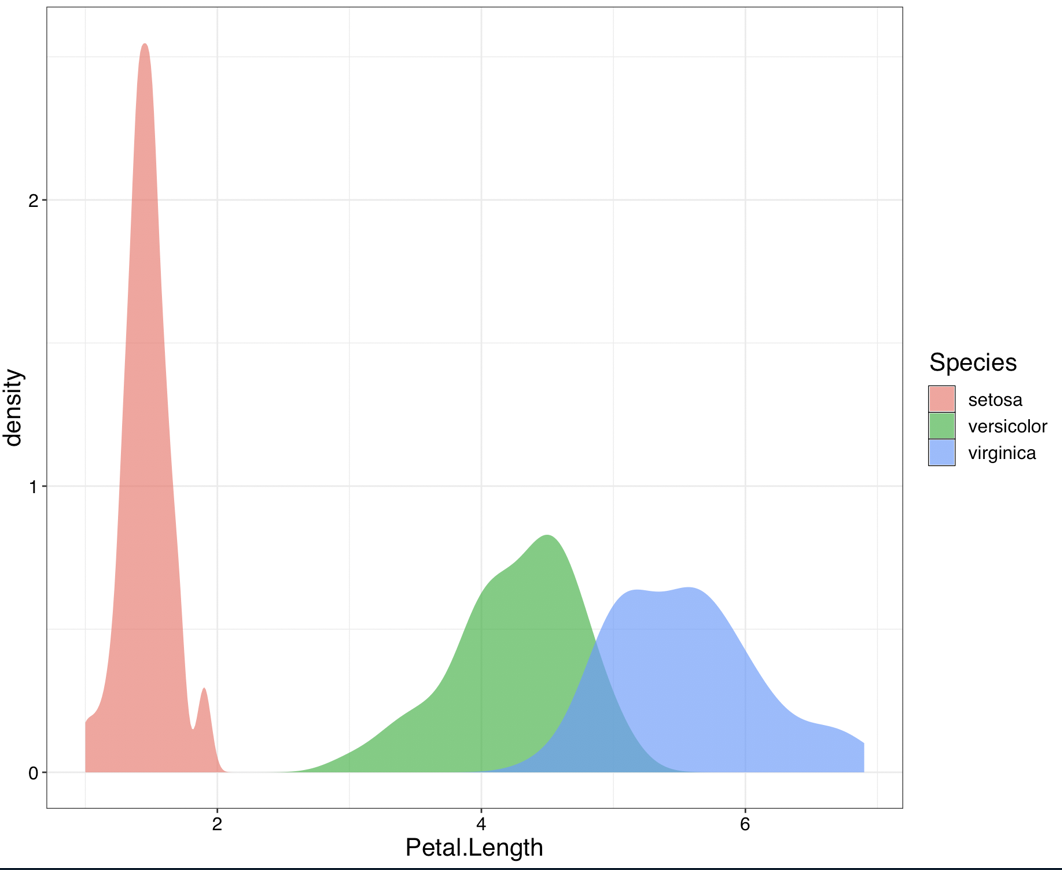 2
1
0
density
2 4 6
Petal.Length
Species
setosa
versicolor
virginica